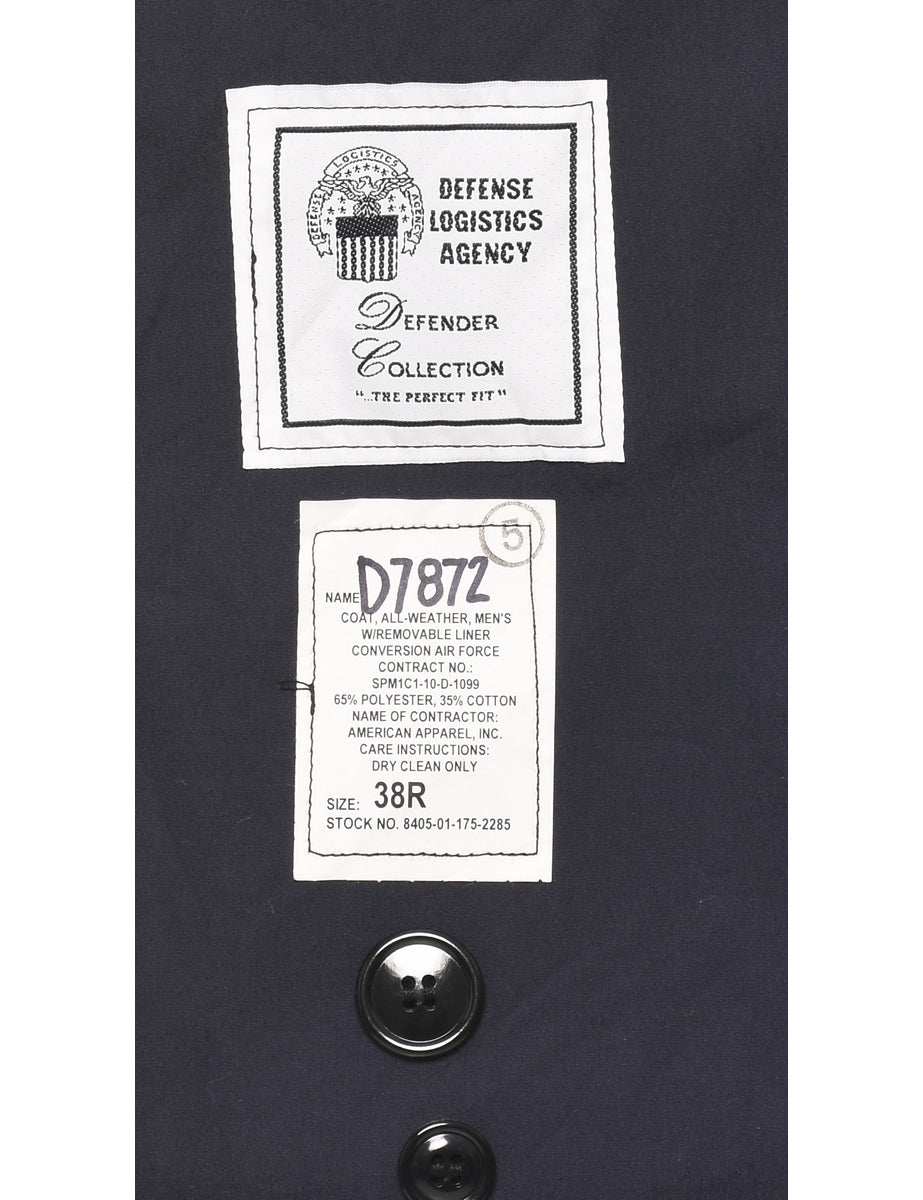 LOGISTICS
DEFENSE
AGENCY
DEFENSE
LOGISTICS
AGENCY
DEFENDER
COLLECTION
"...THE PERFECT FIT"
5
NAME D7872
COAT, ALL-WEATHER, MEN'S
W/REMOVABLE LINER
CONVERSION AIR FORCE
CONTRACT NO.:
SPM1C1-10-D-1099
65% POLYESTER, 35% COTTON
NAME OF CONTRACTOR:
AMERICAN APPAREL, INC.
CARE INSTRUCTIONS:
DRY CLEAN ONLY
SIZE: 38R
STOCK NO. 8405-01-175-2285